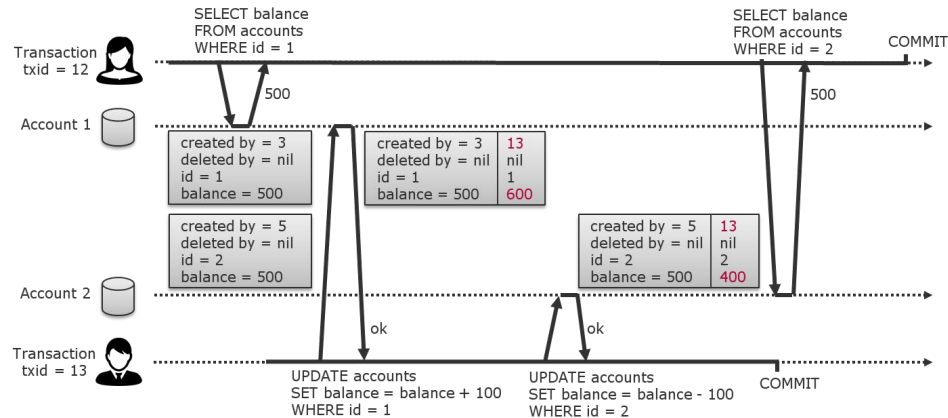 SELECT balance
FROM accounts
WHERE id = 1
SELECT balance
FROM accounts
WHERE id = 2
COMMIT
Transaction
txid = 12
500
500
Account 1
created by = 3
deleted by = nil
id = 1
balance = 500
created by = 3 13
deleted by = nil nil
id = 1 1
balance = 500 600
created by = 5
deleted by = nil
id = 2
balance = 500
created by = 5 13
deleted by = nil nil
id = 2 2
balance = 500 400
Account 2
ok
ok
Transaction
txid = 13
COMMIT
UPDATE accounts
SET balance = balance + 100
WHERE id = 1
UPDATE accounts
SET balance = balance - 100
WHERE id = 2